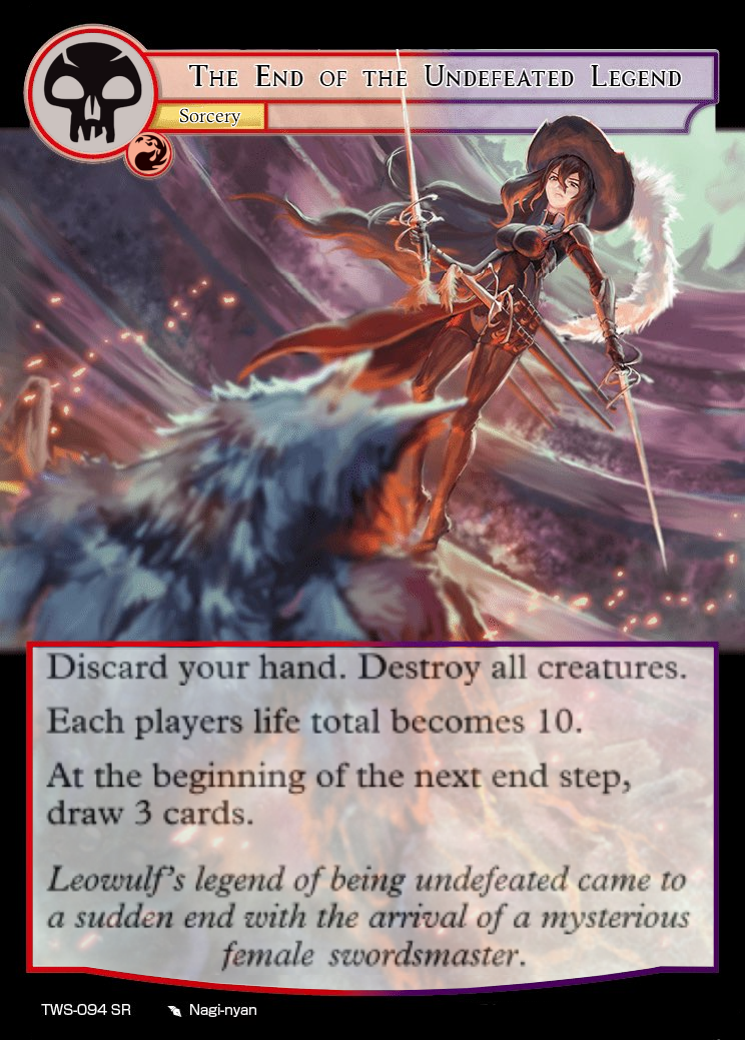 The End of the Undefeated Legend
Sorcery
Discard your hand. Destroy all creatures.
Each players life total becomes 10.
At the beginning of the next end step,
draw 3 cards.
Leowulf's legend of being undefeated came to
a sudden end with the arrival of a mysterious
female swordsmaster.
TWS-094 SR Nagi-nyan